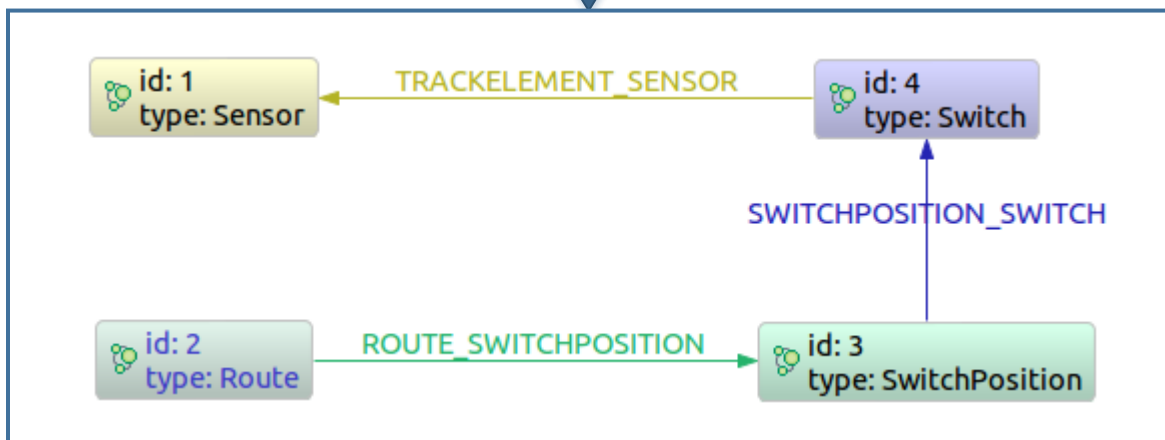 id: 1
type: Sensor
TRACKELEMENT_SENSOR
id: 4
type: Switch
SWITCHPOSITION_SWITCH
id: 2
type: Route
ROUTE_SWITCHPOSITION
id: 3
type: SwitchPosition